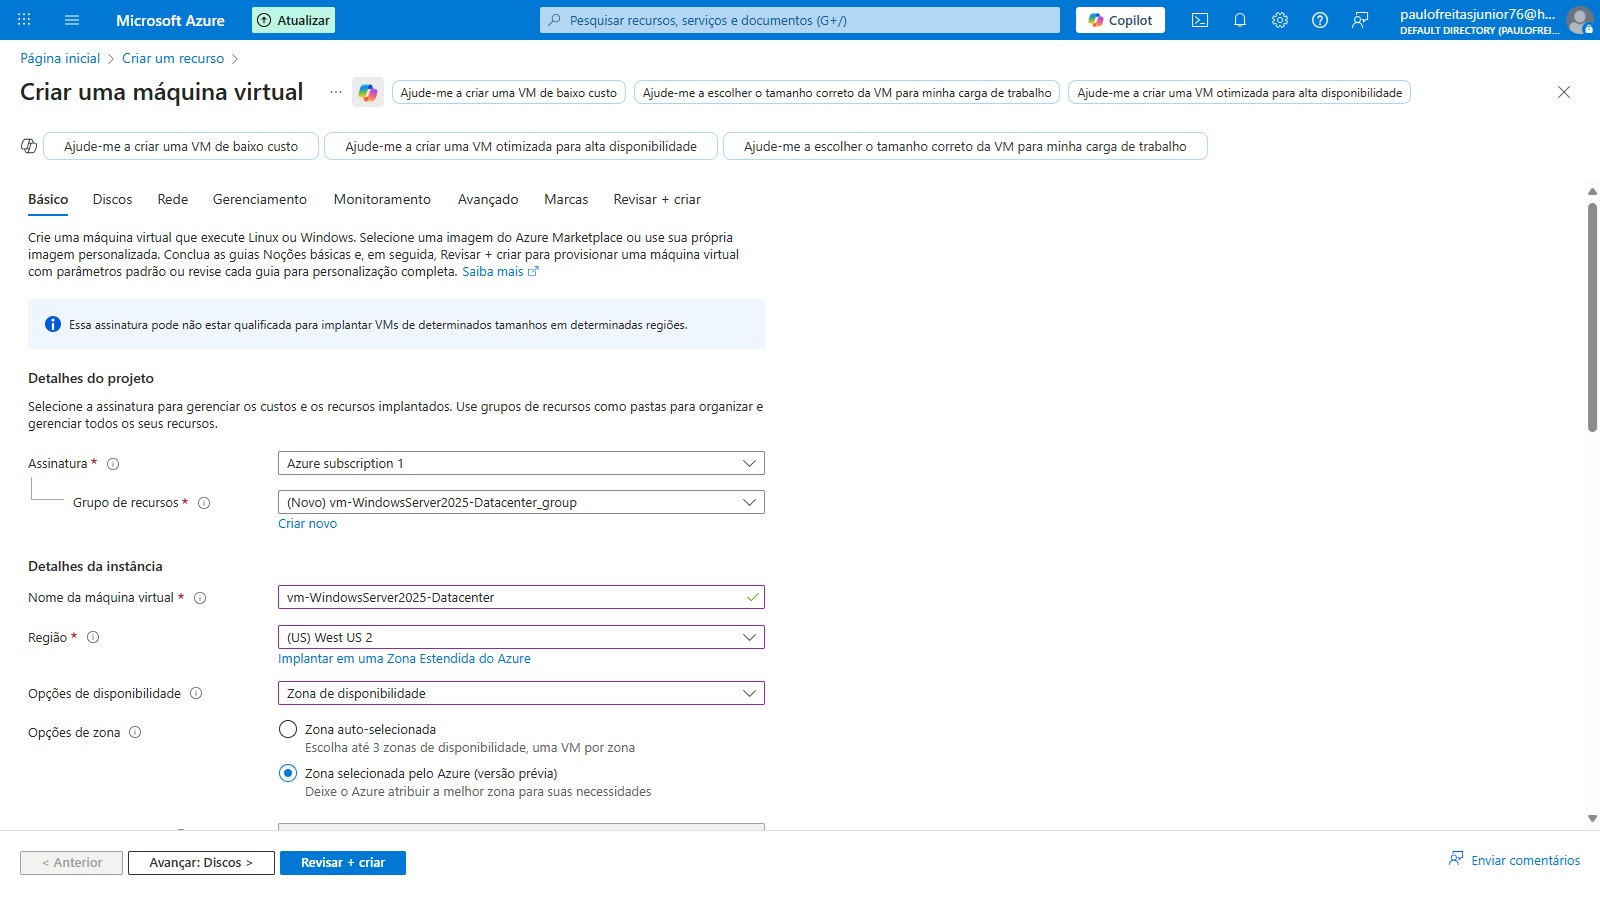 Microsoft Azure
Atualizar
Pesquisar recursos, serviços e documentos (G+/)
Copilot
paulofreitasjunior76@h...
DEFAULT DIRECTORY (PAULOFREI...
Página inicial > Criar um recurso >
Criar uma máquina virtual ...
Ajude-me a criar uma VM de baixo custo
Ajude-me a escolher o tamanho correto da VM para minha carga de trabalho
Ajude-me a criar uma VM otimizada para alta disponibilidade
Ajude-me a criar uma VM de baixo custo
Ajude-me a criar uma VM otimizada para alta disponibilidade
Ajude-me a escolher o tamanho correto da VM para minha carga de trabalho
Básico
Discos
Rede
Gerenciamento
Monitoramento
Avançado
Marcas
Revisar + criar
Crie uma máquina virtual que execute Linux ou Windows. Selecione uma imagem do Azure Marketplace ou use sua própria
imagem personalizada. Conclua as guias Noções básicas e, em seguida, Revisar + criar para provisionar uma máquina virtual
com parâmetros padrão ou revise cada guia para personalização completa. Saiba mais
Essa assinatura pode não estar qualificada para implantar VMs de determinados tamanhos em determinadas regiões.
Detalhes do projeto
Selecione a assinatura para gerenciar os custos e os recursos implantados. Use grupos de recursos como pastas para organizar e
gerenciar todos os seus recursos.
Assinatura *
Azure subscription 1
Grupo de recursos *
(Novo) vm-WindowsServer2025-Datacenter_group
Criar novo
Detalhes da instância
Nome da máquina virtual *
vm-WindowsServer2025-Datacenter
Região *
(US) West US 2
Implantar em uma Zona Estendida do Azure
Opções de disponibilidade
Zona de disponibilidade
Opções de zona
Zona auto-selecionada
Escolha até 3 zonas de disponibilidade, uma VM por zona
Zona selecionada pelo Azure (versão prévia)
Deixe o Azure atribuir a melhor zona para suas necessidades
< Anterior
Avançar: Discos >
Revisar + criar
Enviar comentários